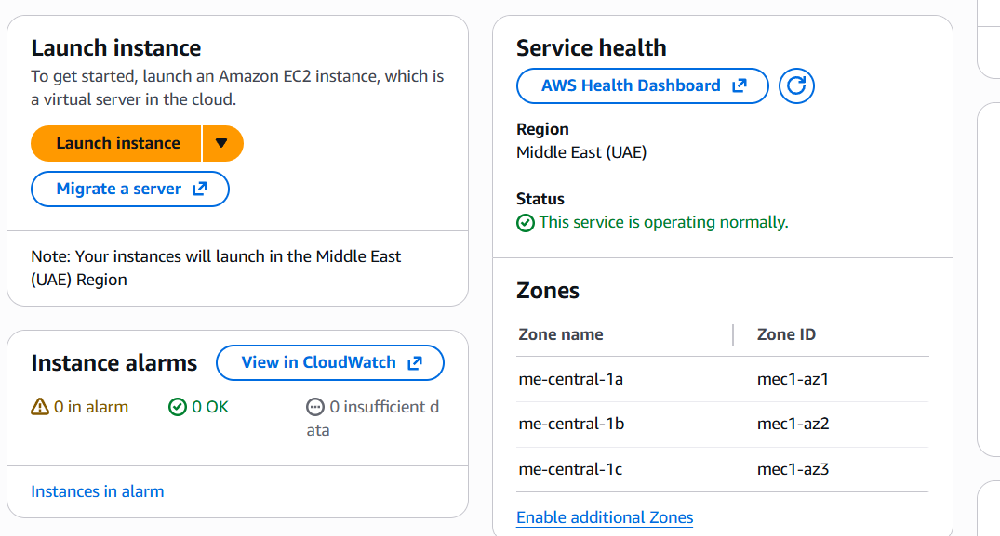 Launch instance
To get started, launch an Amazon EC2 instance, which is
a virtual server in the cloud.
Launch instance
Migrate a server
Note: Your instances will launch in the Middle East
(UAE) Region
Instance alarms
View in CloudWatch
0 in alarm
0 OK
0 insufficient d
ata
Instances in alarm
Service health
AWS Health Dashboard
Region
Middle East (UAE)
Status
This service is operating normally.
Zones
Zone name
Zone ID
me-central-1a
mec1-az1
me-central-1b
mec1-az2
me-central-1c
mec1-az3
Enable additional Zones